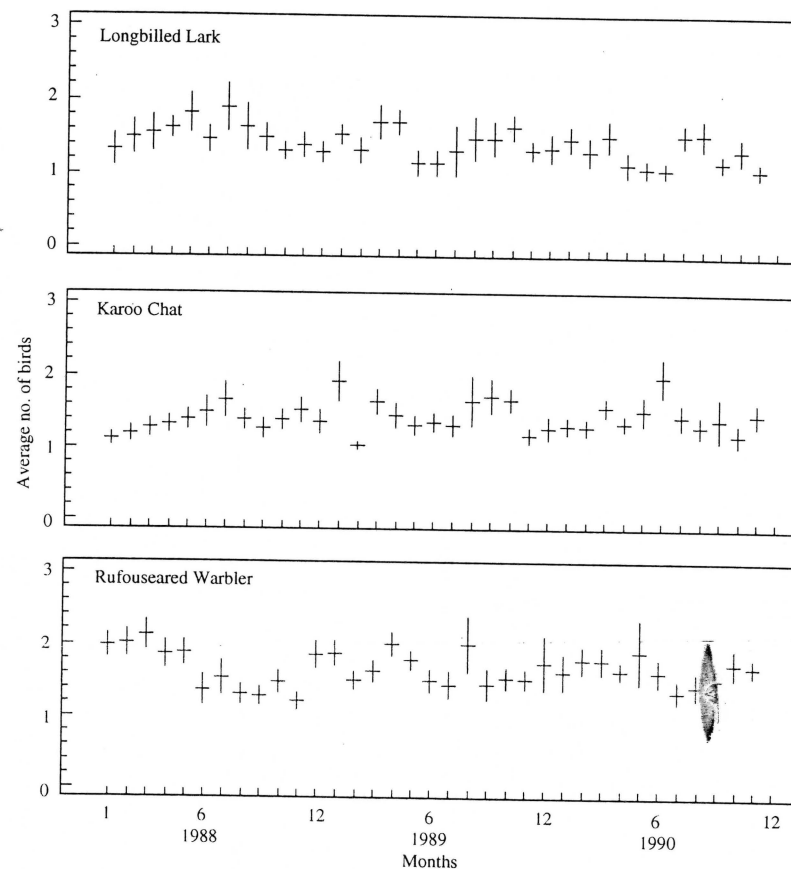 3
Longbilled Lark
2
1
0
3
Karoo Chat
2
1
0
Average no. of birds
3
Rufouseared Warbler
2
1
0
1 6 12 6 12 6 12
1988 1989 1990
Months